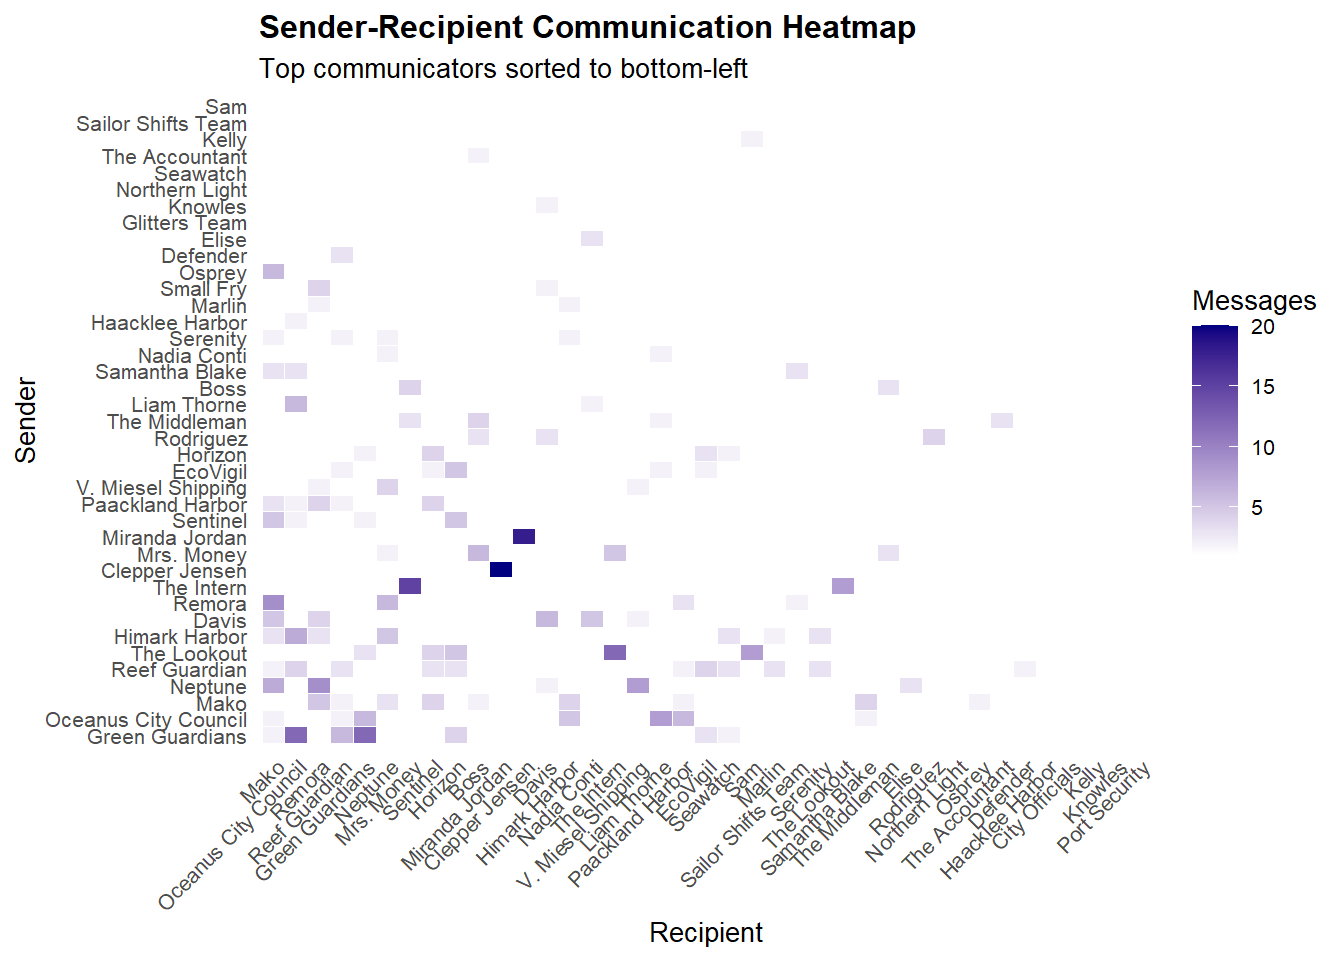 Sender-Recipient Communication Heatmap
Top communicators sorted to bottom-left
Sam
Sailor Shifts Team
Kelly
The Accountant
Seawatch
Northern Light
Knowles
Glitters Team
Elise
Defender
Osprey
Small Fry
Marlin
Haacklee Harbor
Serenity
Nadia Conti
Samantha Blake
Boss
Liam Thorne
The Middleman
Rodriguez
Horizon
EcoVigil
V. Miesel Shipping
Paackland Harbor
Sentinel
Miranda Jordan
Mrs. Money
Clepper Jensen
The Intern
Remora
Davis
Himark Harbor
The Lookout
Reef Guardian
Neptune
Mako
Oceanus City Council
Green Guardians
Sender
Mako
Oceanus City Council
Remora
Reef Guardian
Green Guardians
Neptune
Mrs. Money
Sentinel
Horizon
Boss
Miranda Jordan
Clepper Jensen
Davis
Himark Harbor
Nadia Conti
The Intern
V. Miesel Shipping
Liam Thorne
Paackland Harbor
EcoVigil
Seawatch
Sam
Marlin
Sailor Shifts Team
Serenity
The Lookout
Samantha Blake
The Middleman
Elise
Rodriguez
Northern Light
Osprey
The Accountant
Defender
Haacklee Harbor
City Officials
Kelly
Knowles
Port Security
Recipient
Messages
20
15
10
5